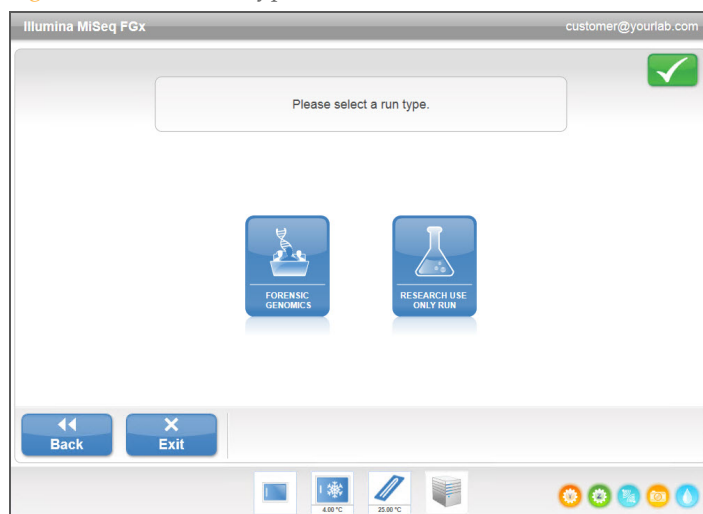 Illumina MiSeq FGx
customer@yourlab.com
Please select a run type.
FORENSIC
GENOMICS
RESEARCH USE
ONLY RUN
Back
Exit
4.00 °C
25.00 °C